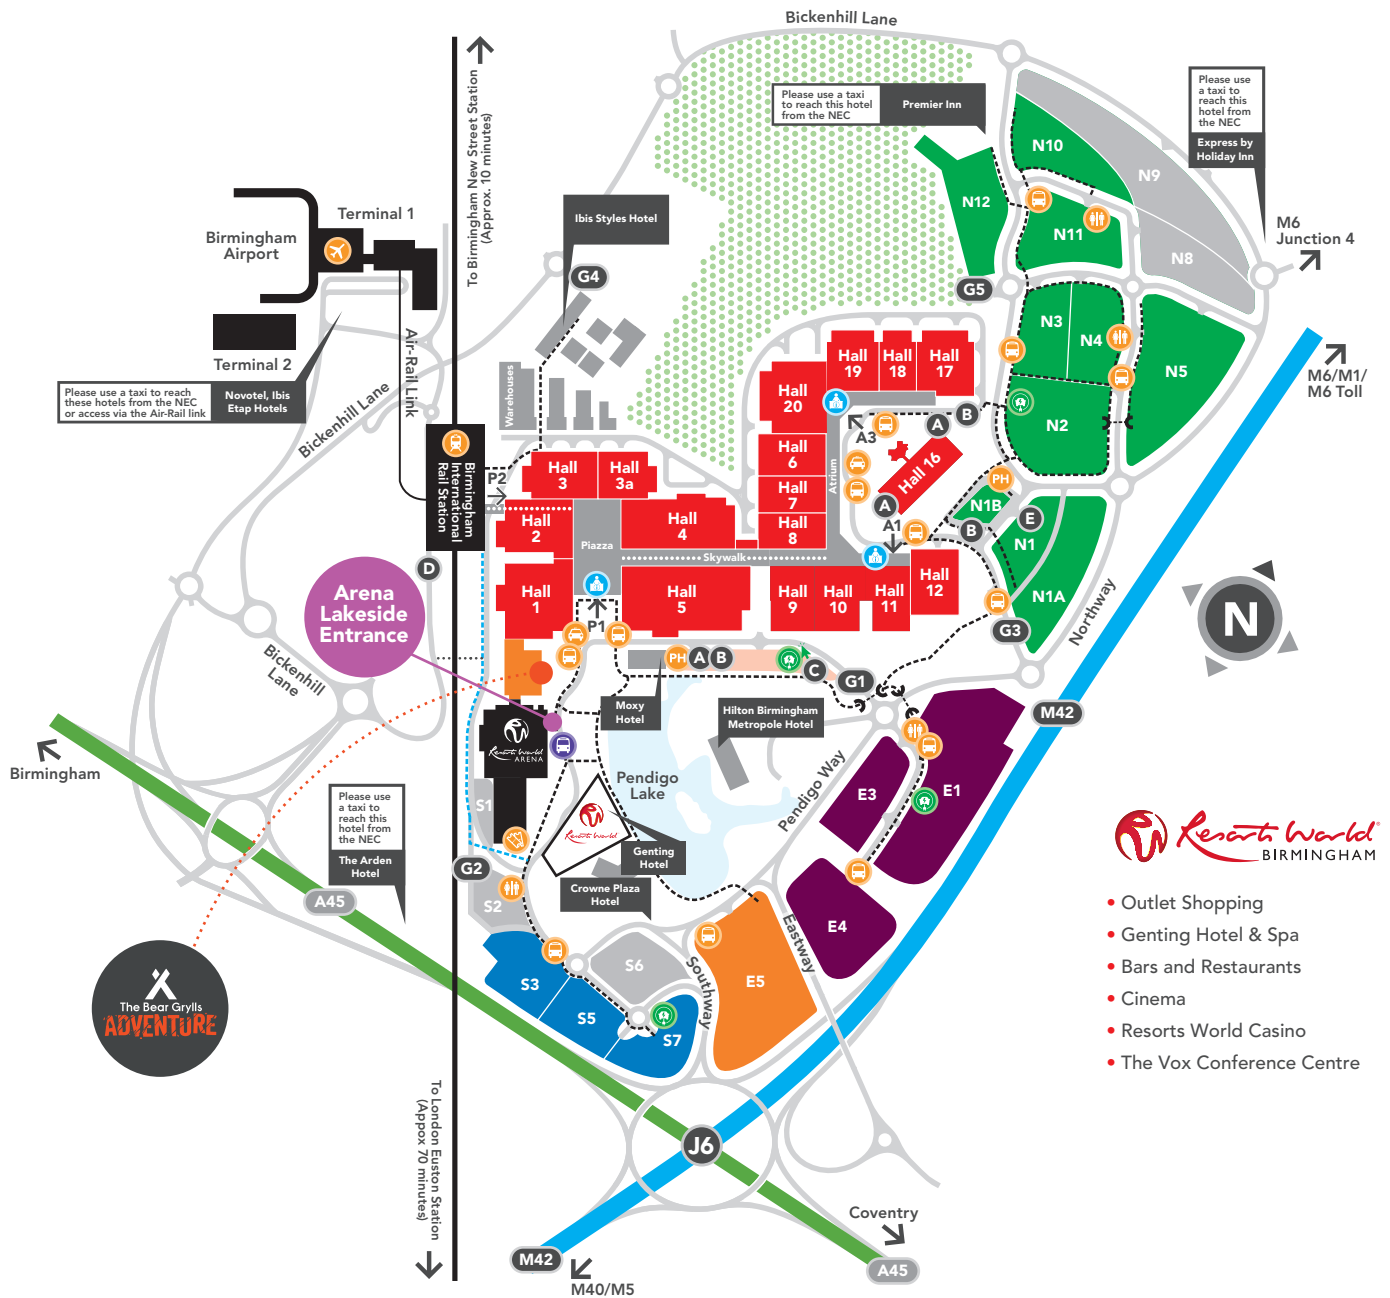 Bickenhill Lane
To Birmingham New Street Station
(Approx. 10 minutes)
Please use a taxi
to reach this hotel
from the NEC
Premier Inn
Please use
a taxi to
reach this
hotel from
the NEC
Express by
Holiday Inn
N10
N9
N12
N11
N8
M6
Junction 4
Terminal 1
Birmingham
Airport
Terminal 2
Air-Rail Link
Ibis Styles Hotel
G4
G5
Please use a taxi to reach
these hotels from the NEC
or access via the Air-Rail link
Novotel, Ibis
Etap Hotels
Bickenhill Lane
Warehouses
N3
N4
N5
N2
M6/M1/
M6 Toll
Hall
19
Hall
18
Hall
17
Hall
20
A3
A
B
Hall
6
Hall
7
Hall
8
Atrium
Hall 16
A
A1
PH
N1B
B
E
N1
N1A
G3
Northway
Birmingham
International
Rail Station
P2
Hall
3
Hall
3a
Hall
2
Hall
4
Piazza
Skywalk
Hall
1
P1
Hall
5
Hall
9
Hall
10
Hall
11
Hall
12
N
D
Arena
Lakeside
Entrance
Bickenhill
Lane
PH
A
B
C
G1
Moxy
Hotel
Hilton Birmingham
Metropole Hotel
M42
Resorts World
ARENA
Pendigo
Lake
Pendigo Way
E3
E1
E4
Birmingham
Please use
a taxi to
reach this
hotel from
the NEC
The Arden
Hotel
S1
Resorts World
Genting
Hotel
Crowne Plaza
Hotel
G2
S2
A45
Eastway
Southway
E5
S6
S3
S5
S7
The Bear Grylls
ADVENTURE
Resorts World
BIRMINGHAM
• Outlet Shopping
• Genting Hotel & Spa
• Bars and Restaurants
• Cinema
• Resorts World Casino
• The Vox Conference Centre
To London Euston Station
(Appox 70 minutes)
J6
Coventry
A45
M42
M40/M5